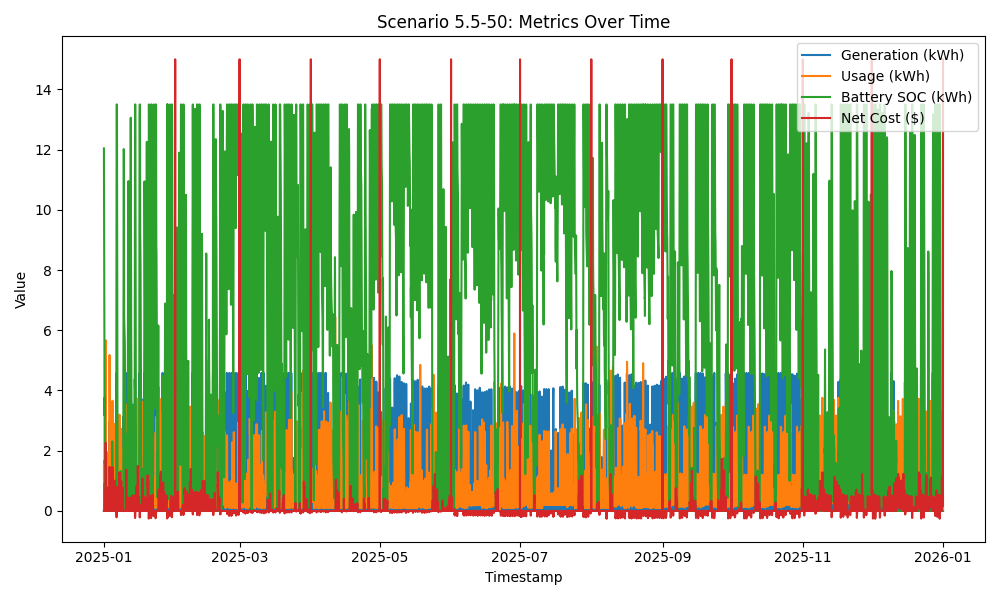 Scenario 5.5-50: Metrics Over Time
Generation (kWh)
Usage (kWh)
Battery SOC (kWh)
Net Cost ($)
Value
14
12
10
8
6
4
2
0
2025-01
2025-03
2025-05
2025-07
2025-09
2025-11
2026-01
Timestamp